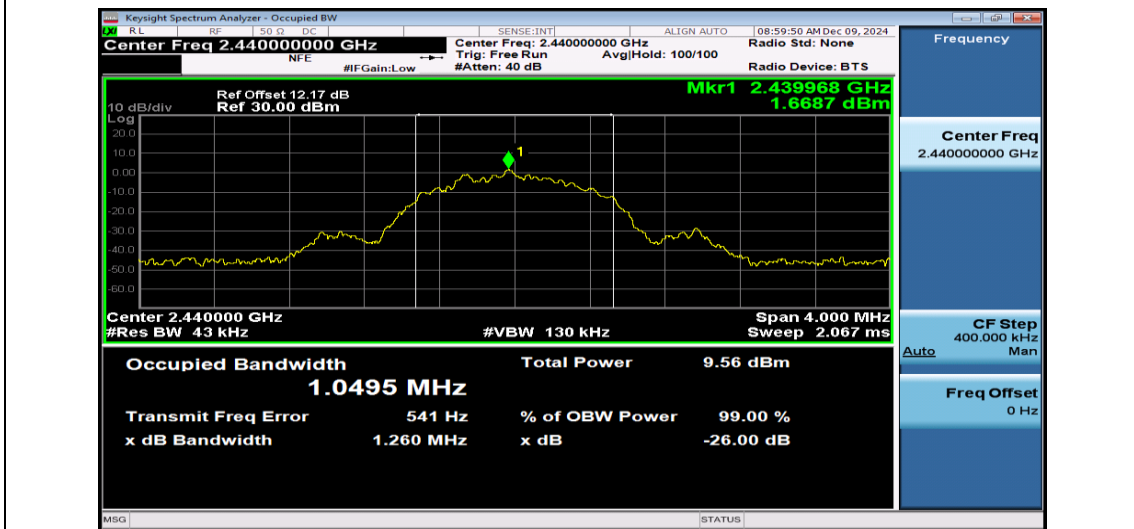 Keysight Spectrum Analyzer - Occupied BW
LXI RL RF 50 Ω DC SENSE:INT ALIGN AUTO 08:59:50 AM Dec 09, 2024
Center Freq 2.440000000 GHz
NFE
#IFGain:Low
Center Freq: 2.440000000 GHz
Trig: Free Run Avg|Hold: 100/100
#Atten: 40 dB
Radio Std: None
Radio Device: BTS
Frequency
Mkr1 2.439968 GHz
1.6687 dBm
Ref Offset 12.17 dB
10 dB/div Ref 30.00 dBm
Log
20.0
10.0
0.00
-10.0
-20.0
-30.0
-40.0
-50.0
-60.0
1
Center 2.440000 GHz Span 4.000 MHz
#Res BW 43 kHz #VBW 130 kHz Sweep 2.067 ms
Occupied Bandwidth Total Power 9.56 dBm
1.0495 MHz
Transmit Freq Error 541 Hz % of OBW Power 99.00 %
x dB Bandwidth 1.260 MHz x dB -26.00 dB
Center Freq
2.440000000 GHz
CF Step
400.000 kHz
Auto Man
Freq Offset
0 Hz
MSG STATUS